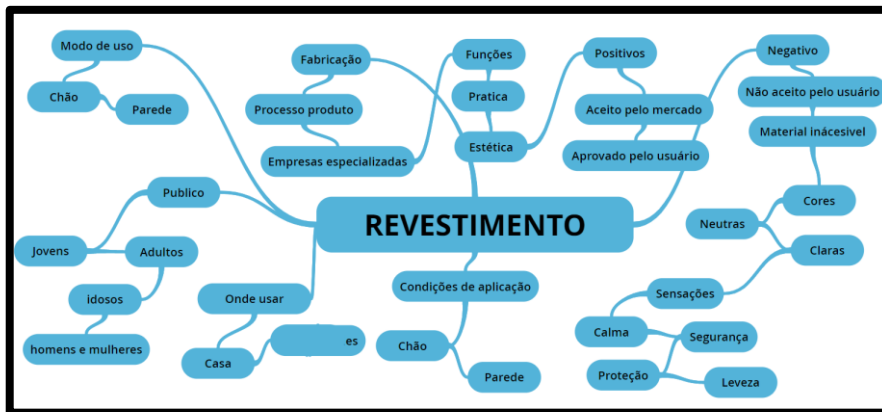 Modo de uso
Chão
Parede
Fabricação
Processo produto
Empresas especializadas
Funções
Pratica
Estética
Positivos
Aceito pelo mercado
Aprovado pelo usuário
Negativo
Não aceito pelo usuário
Material inácesivel
Cores
Neutras
Claras
Sensações
Calma
Segurança
Proteção
Leveza
REVESTIMENTO
Publico
Jovens
Adultos
idosos
homens e mulheres
Onde usar
Casa
es
Condições de aplicação
Chão
Parede